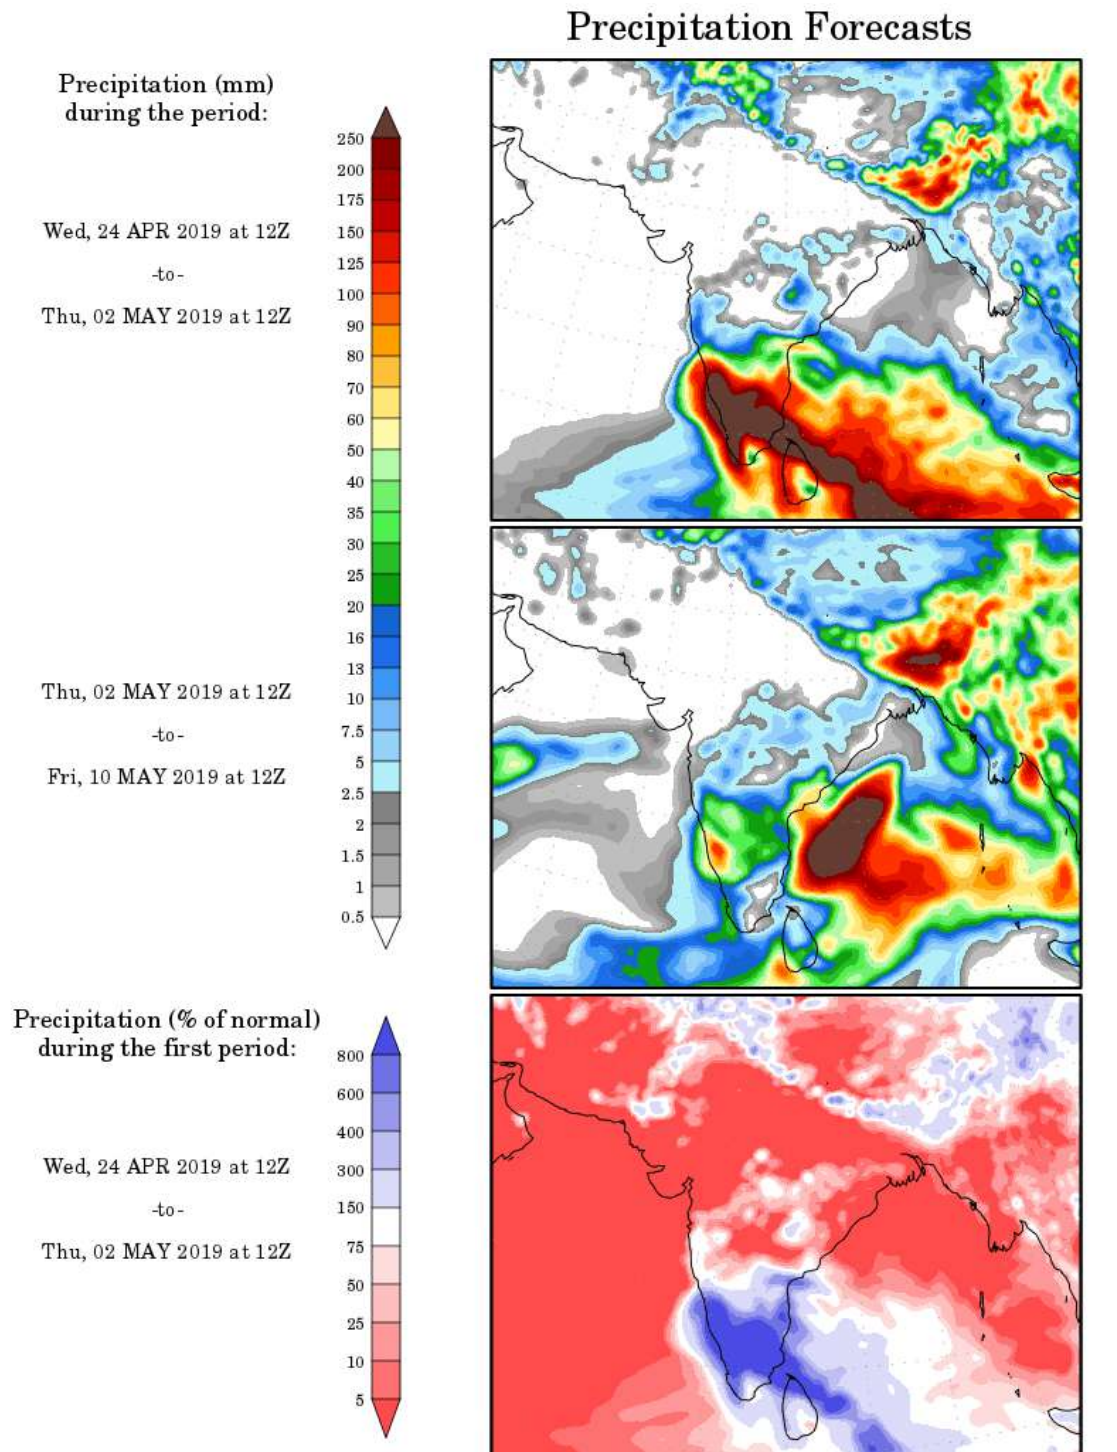 Precipitation Forecasts
Precipitation (mm)
during the period:
Wed, 24 APR 2019 at 12Z
-to-
Thu, 02 MAY 2019 at 12Z
250
200
175
150
125
100
90
80
70
60
50
40
35
30
25
20
16
13
10
7.5
5
2.5
2
1.5
1
0.5
Thu, 02 MAY 2019 at 12Z
-to-
Fri, 10 MAY 2019 at 12Z
Precipitation (% of normal)
during the first period:
Wed, 24 APR 2019 at 12Z
-to-
Thu, 02 MAY 2019 at 12Z
800
600
400
300
150
75
50
25
10
5